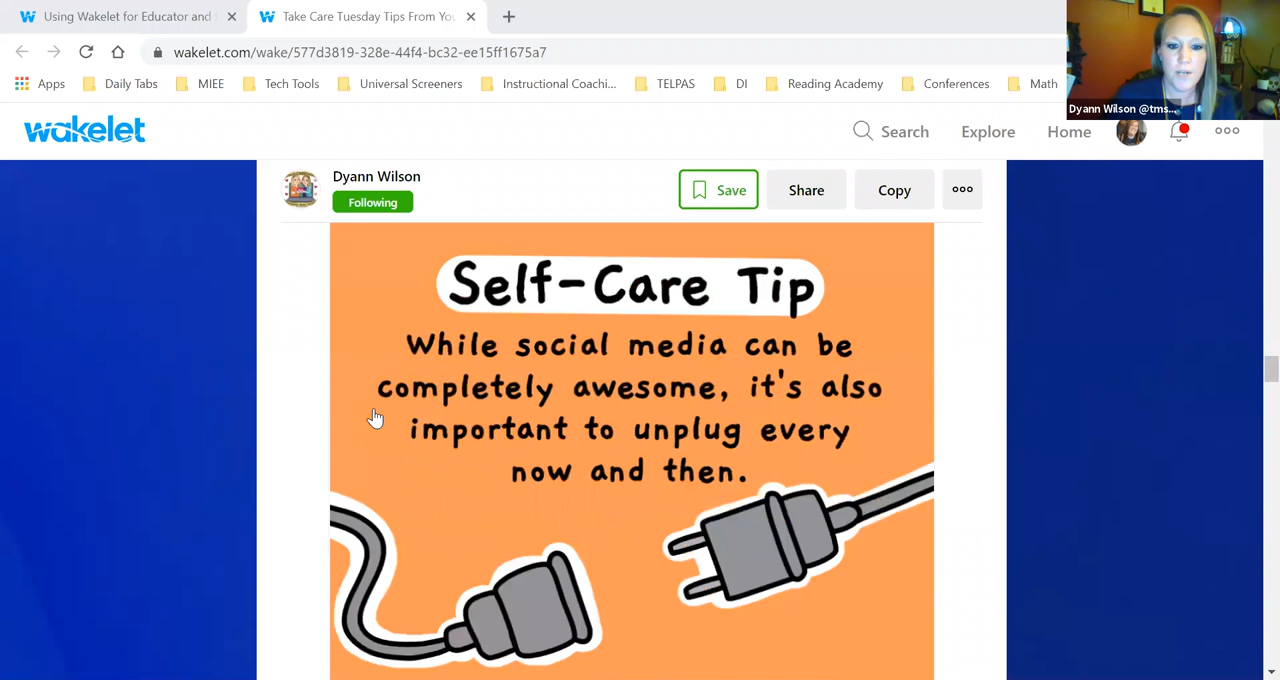 Using Wakelet for Educator and
Take Care Tuesday Tips From You
wakelet.com/wake/577d3819-328e-44f4-bc32-ee15ff1675a7
Apps Daily Tabs MIEE Tech Tools Universal Screeners Instructional Coachi... TELPAS DI Reading Academy Conferences Math
Dyann Wilson @tms...
wakelet Search Explore Home
Dyann Wilson
Following
Save Share Copy
Self-Care Tip
While social media can be
completely awesome, it's also
important to unplug every
now and then.